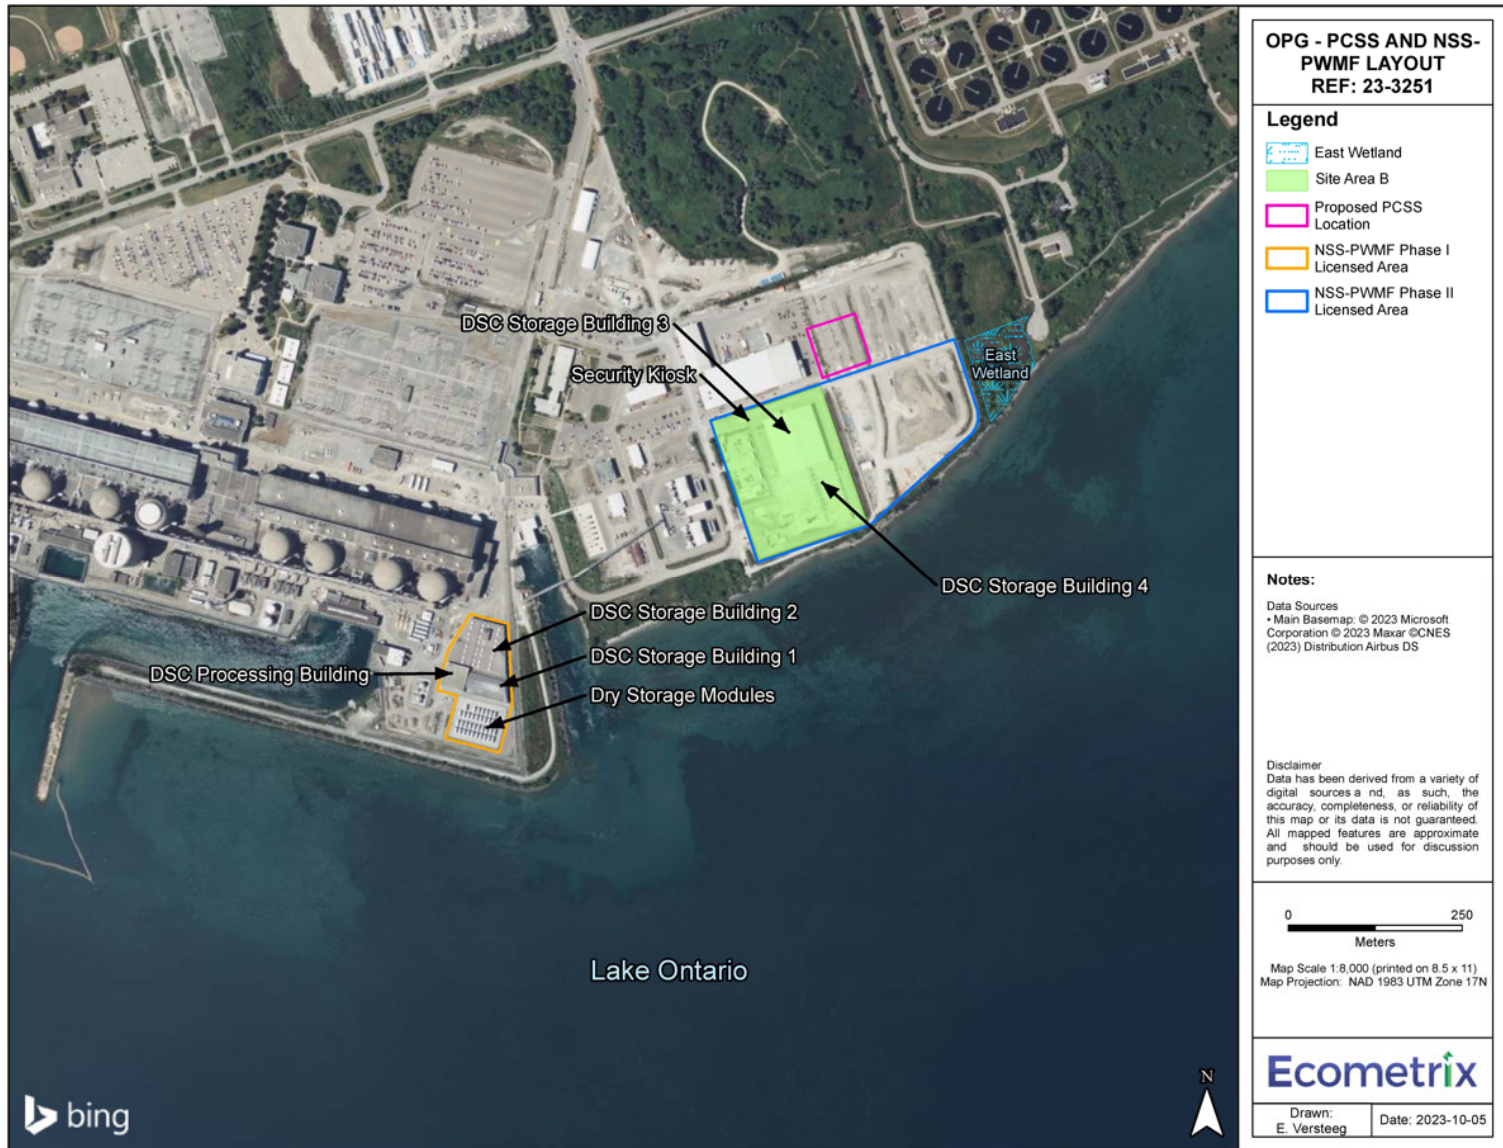 DSC Storage Building 3
Security Kiosk
East
Wetland
DSC Storage Building 4
DSC Storage Building 2
DSC Storage Building 1
DSC Processing Building
Dry Storage Modules
Lake Ontario
bing
N
OPG - PCSS AND NSS-
PWMF LAYOUT
REF: 23-3251
Legend
East Wetland
Site Area B
Proposed PCSS
Location
NSS-PWMF Phase I
Licensed Area
NSS-PWMF Phase II
Licensed Area
Notes:
Data Sources
• Main Basemap: © 2023 Microsoft
Corporation © 2023 Maxar ©CNES
(2023) Distribution Airbus DS
Disclaimer
Data has been derived from a variety of
digital sources a nd, as such, the
accuracy, completeness, or reliability of
this map or its data is not guaranteed.
All mapped features are approximate
and should be used for discussion
purposes only.
0 250
Meters
Map Scale 1:8,000 (printed on 8.5 x 11)
Map Projection: NAD 1983 UTM Zone 17N
Ecometrix
Drawn:
E. Versteeg
Date: 2023-10-05